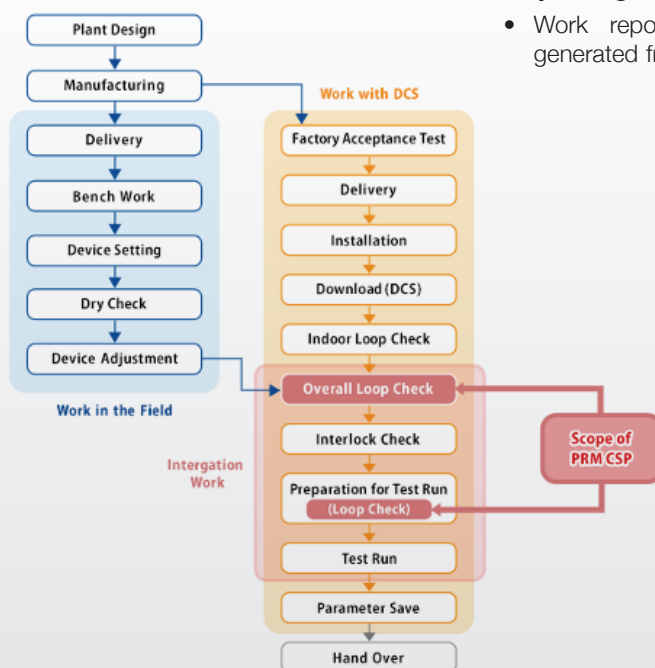 Plant Design
Manufacturing
Delivery
Bench Work
Device Setting
Dry Check
Device Adjustment
Work in the Field
Work with DCS
Factory Acceptance Test
Delivery
Installation
Download (DCS)
Indoor Loop Check
Overall Loop Check
Interlock Check
Preparation for Test Run
(Loop Check)
Test Run
Parameter Save
Hand Over
Intergation
Work
Scope of
PRM CSP
• Work
generated